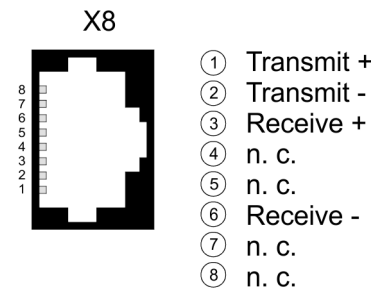 X8
8
7
6
5
4
3
2
1
1 Transmit +
2 Transmit -
3 Receive +
4 n. c.
5 n. c.
6 Receive -
7 n. c.
8 n. c.